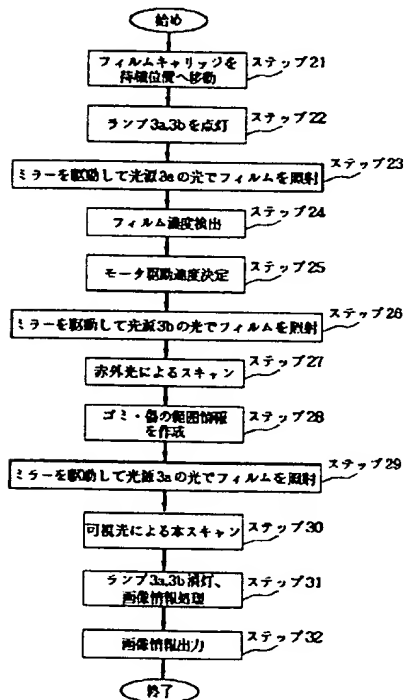 始め
フィルムキャリッジを
待機位置へ移動
ステップ21
ランプ3a,3bを点灯
ステップ22
ミラーを駆動して光源3aの光でフィルムを照射
ステップ23
フィルム濃度検出
ステップ24
モータ駆動速度決定
ステップ25
ミラーを駆動して光源3bの光でフィルムを照射
ステップ26
赤外光によるスキャン
ステップ27
ゴミ・傷の範囲情報
を作成
ステップ28
ミラーを駆動して光源3aの光でフィルムを照射
ステップ29
可視光による本スキャン
ステップ30
ランプ3a,3b消灯、
画像情報処理
ステップ31
画像情報出力
ステップ32
終了